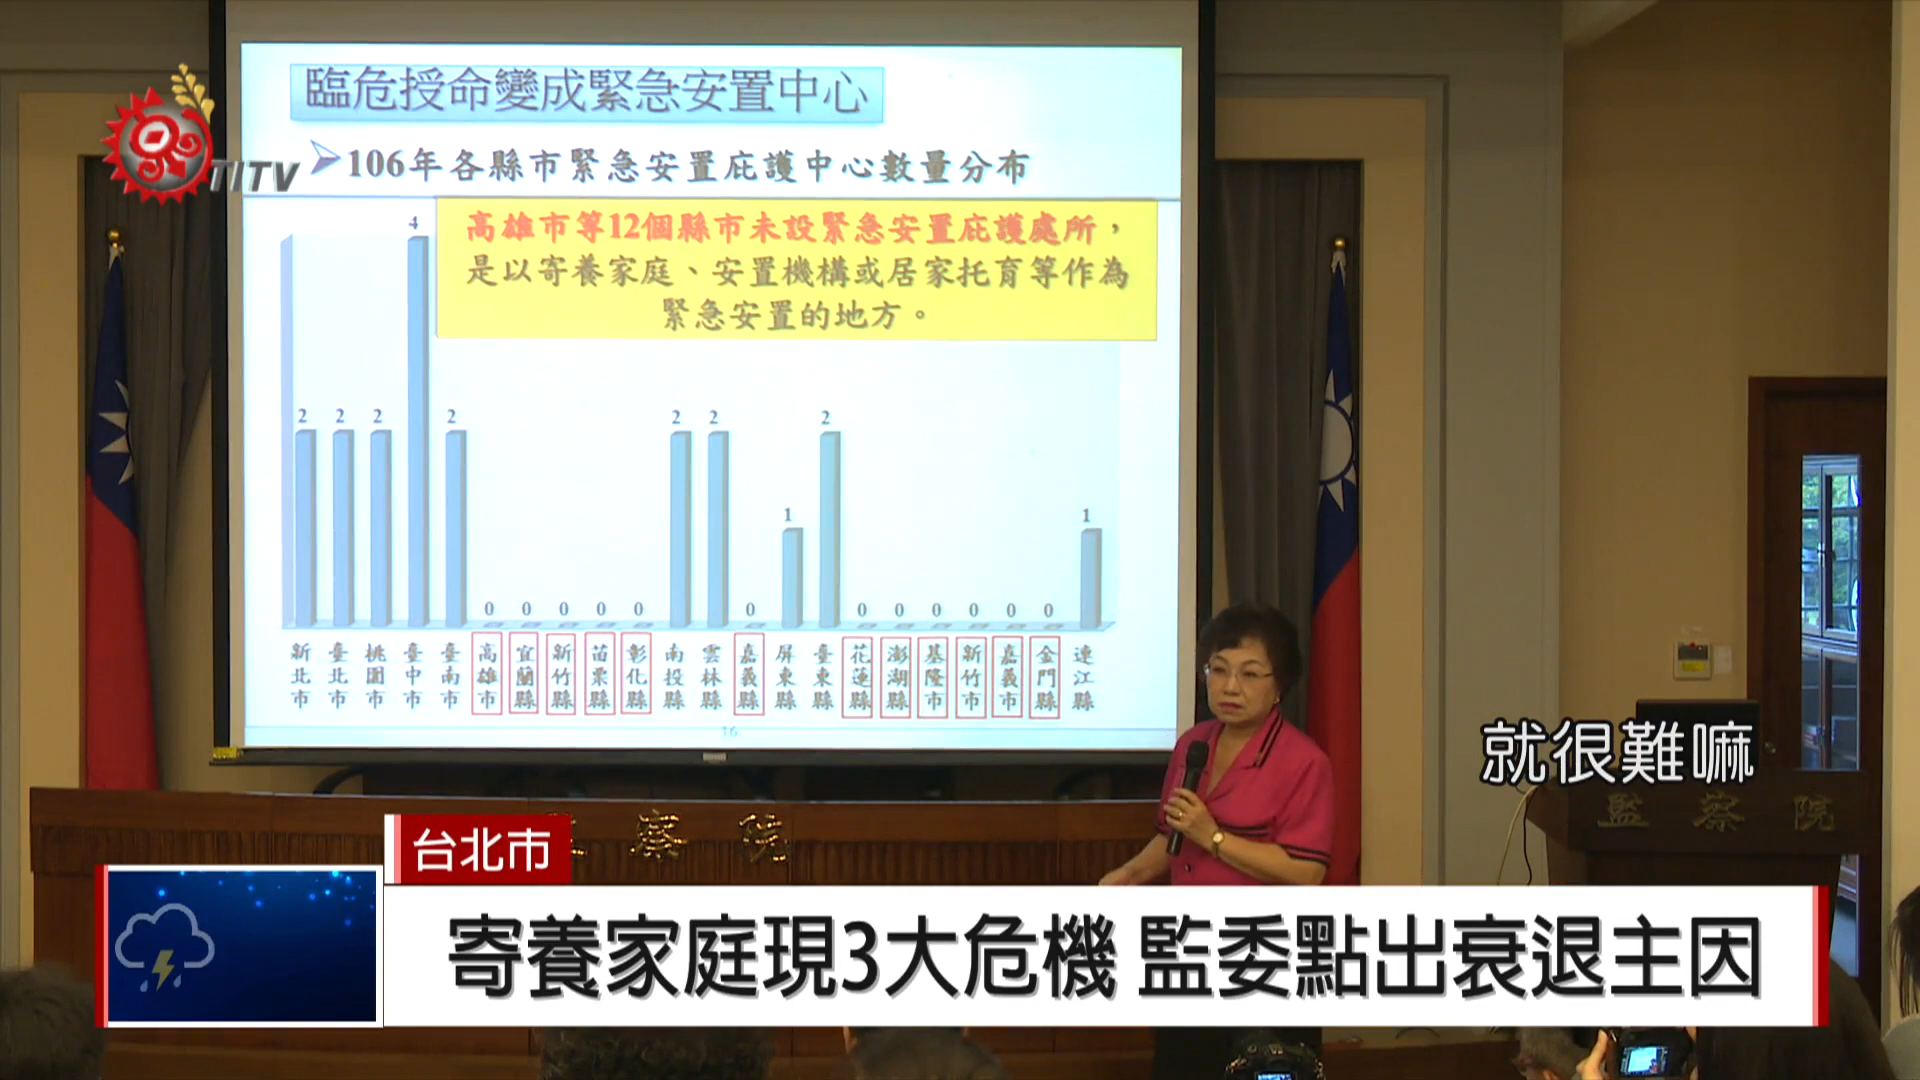 臨危授命變成緊急安置中心
TITV
106年各縣市緊急安置庇護中心數量分布
高雄市等12個縣市未設緊急安置庇護處所,
是以寄養家庭、安置機構或居家托育等作為
緊急安置的地方。
2 2 2 4 2 0 0 0 0 0 2 2 0 1 2 0 0 0 0 0 0 1
新北市 臺北市 桃園市 臺中市 臺南市 高雄市 宜蘭縣 新竹縣 苗栗縣 彰化縣 南投縣 雲林縣 嘉義縣 屏東縣 臺東縣 花蓮縣 澎湖縣 基隆市 新竹市 嘉義市 金門縣 連江縣
16
就很難嘛
監察院
察院
台北市
寄養家庭現3大危機 監委點出衰退主因